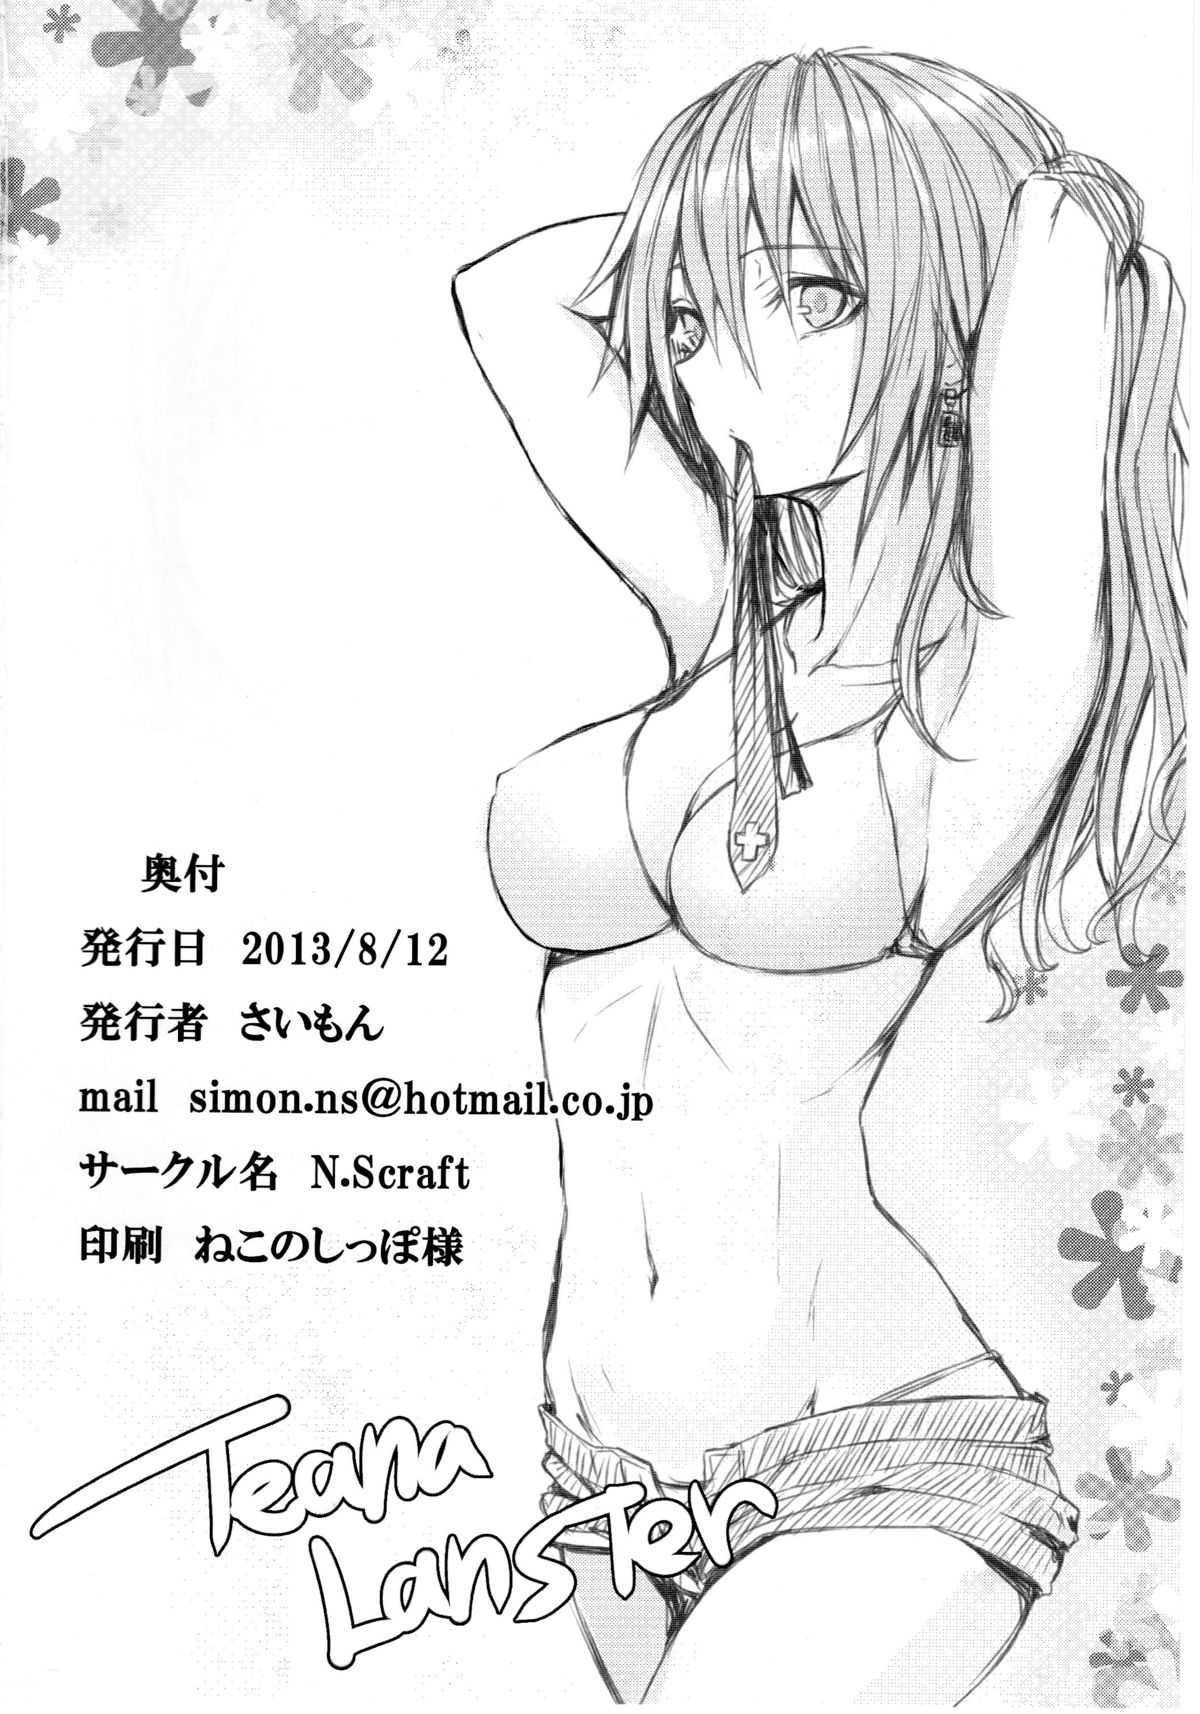 奥付
発行日 2013/8/12
発行者 さいもん
mail simon.ns@hotmail.co.jp
サークル名 N.Scraft
印刷 ねこのしっぽ様
Teana
Lanster